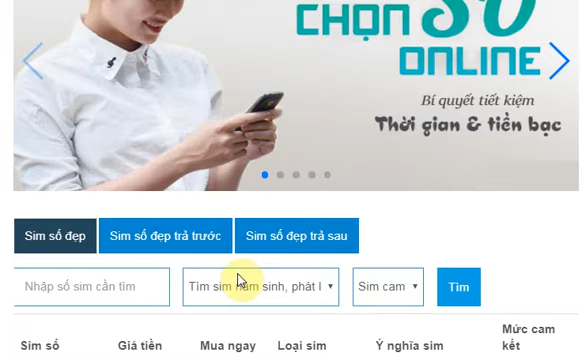 CHỌN SỐ
ONLINE
Bí quyết tiết kiệm
Thời gian & tiền bạc
Sim số đẹp
Sim số đẹp trả trước
Sim số đẹp trả sau
Nhập số sim cần tìm
Tìm sim năm sinh, phát l
Sim cam
Tìm
Sim số
Giá tiền
Mua ngay
Loại sim
Ý nghĩa sim
Mức cam
kết